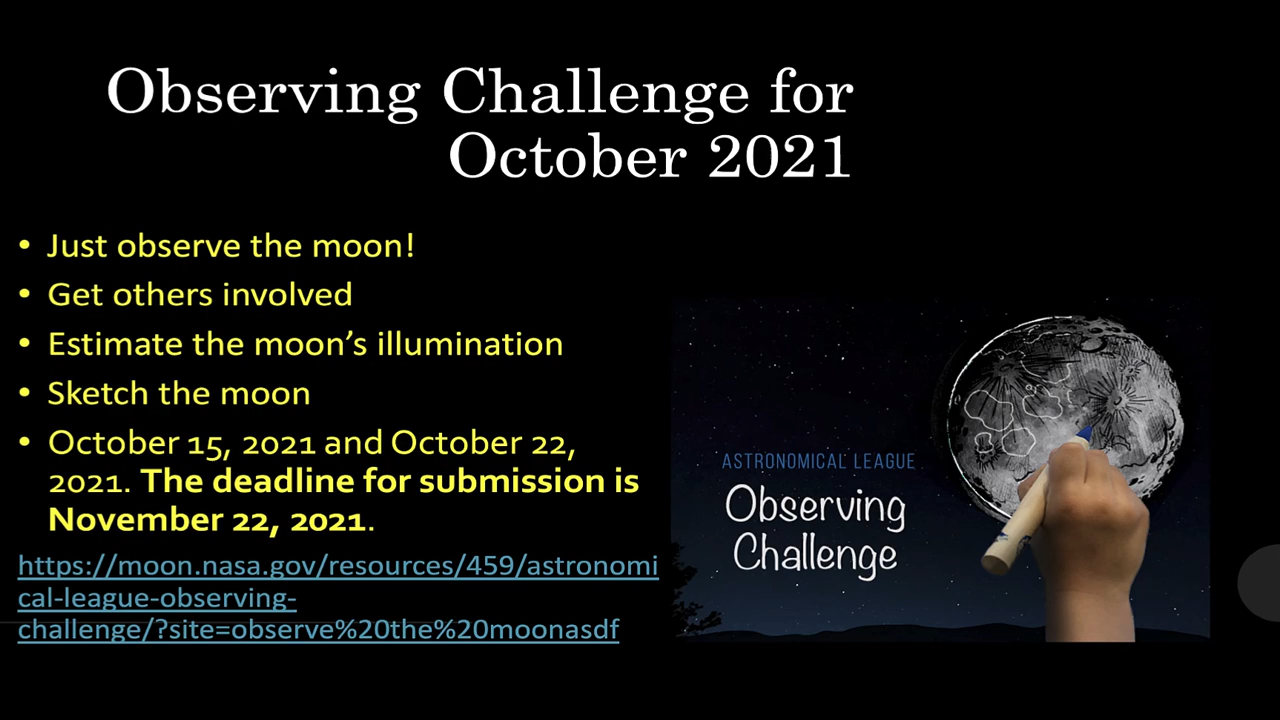 Observing Challenge for
October 2021
• Just observe the moon!
• Get others involved
• Estimate the moon’s illumination
• Sketch the moon
• October 15, 2021 and October 22,
2021. The deadline for submission is
November 22, 2021.
https://moon.nasa.gov/resources/459/astronomi
cal-league-observing-
challenge/?site=observe%20the%20moonasdf
ASTRONOMICAL LEAGUE
Observing
Challenge